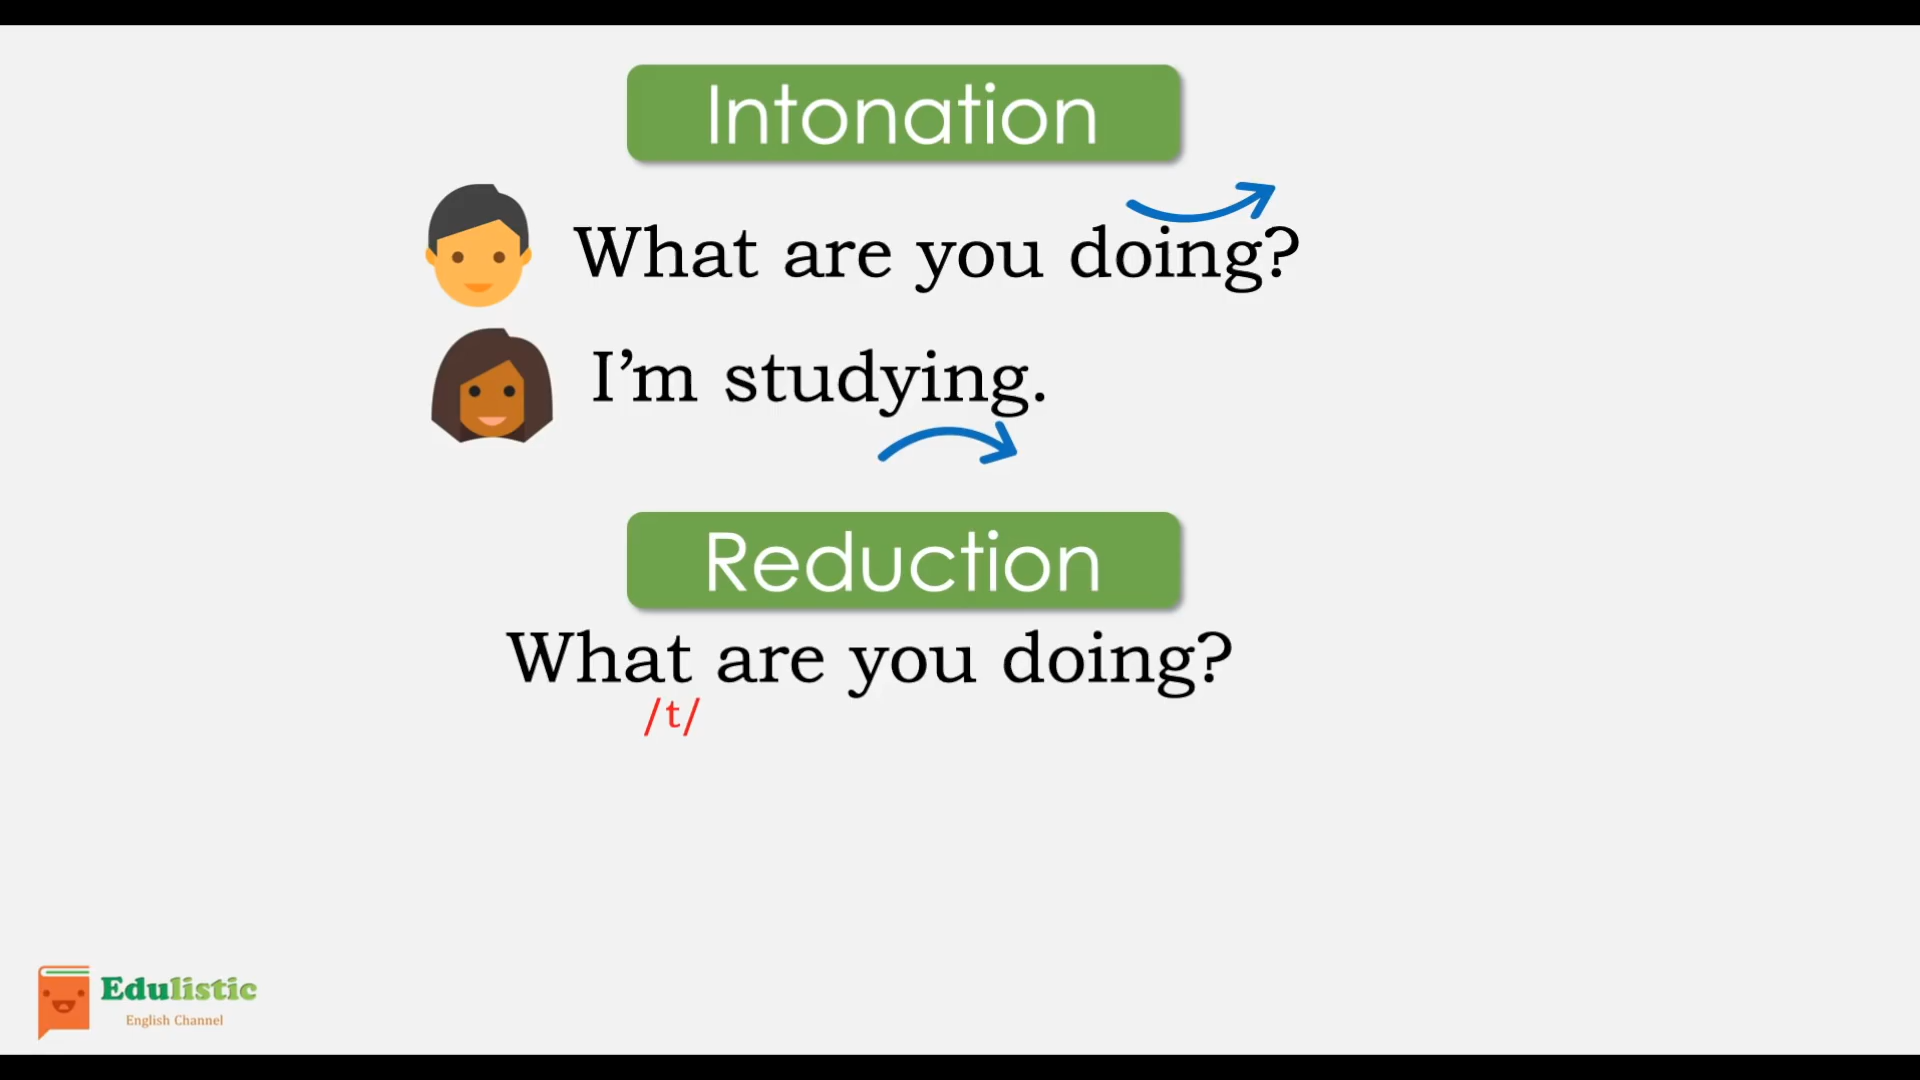 Intonation
What are you doing?
I’m studying.
Reduction
What are you doing?
/t/
Edulistic
English Channel